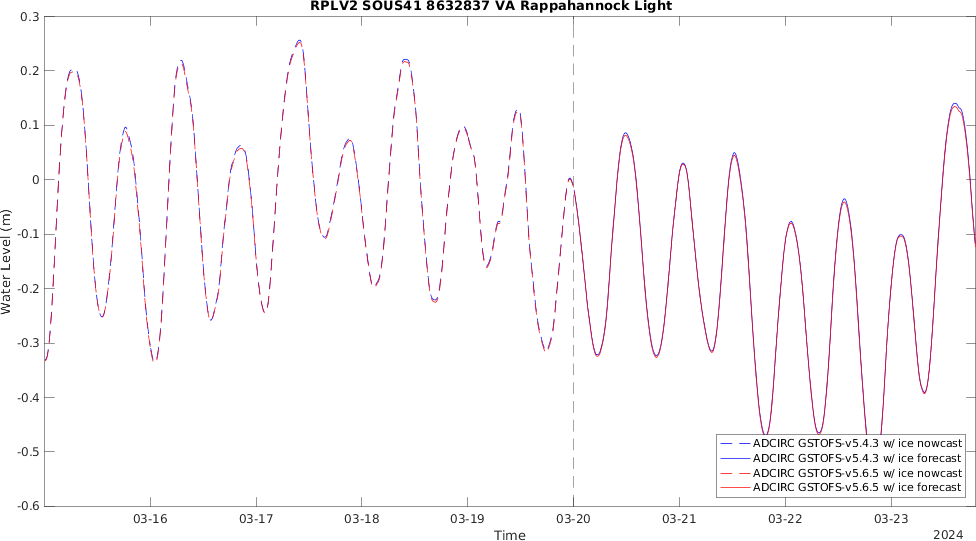 RPLV2 SOUS41 8632837 VA Rappahannock Light
0.3
0.2
0.1
0
-0.1
-0.2
-0.3
-0.4
-0.5
-0.6
Water Level (m)
ADCIRC GSTOFS-v5.4.3 w/ ice nowcast
ADCIRC GSTOFS-v5.4.3 w/ ice forecast
ADCIRC GSTOFS-v5.6.5 w/ ice nowcast
ADCIRC GSTOFS-v5.6.5 w/ ice forecast
03-16 03-17 03-18 03-19 03-20 03-21 03-22 03-23
Time
2024